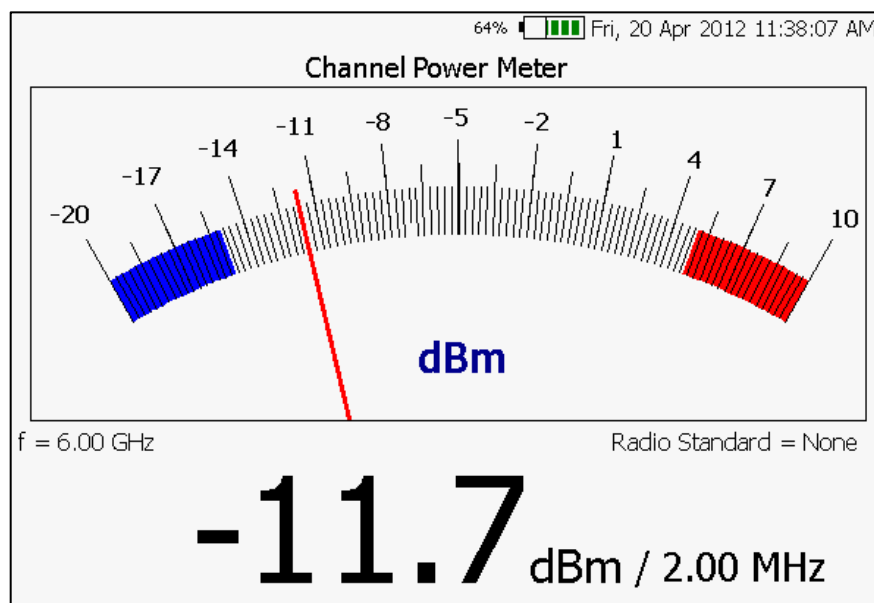 64% Fri, 20 Apr 2012 11:38:07 AM
Channel Power Meter
-20 -17 -14 -11 -8 -5 -2 1 4 7 10
dBm
f = 6.00 GHz Radio Standard = None
-11.7 dBm / 2.00 MHz